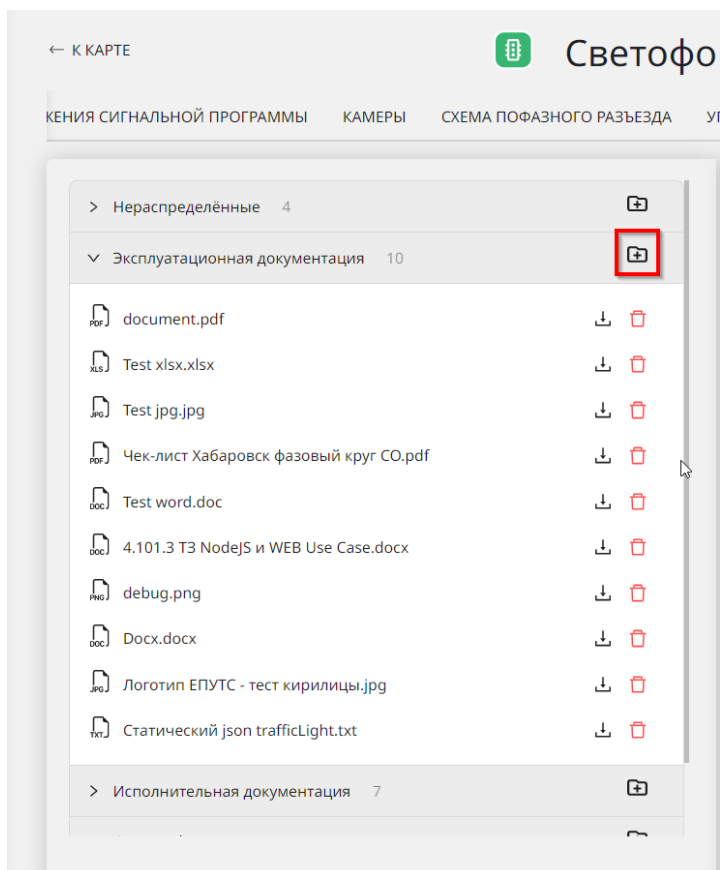 ← К КАРТЕ
Светофо
КЕНИЯ СИГНАЛЬНОЙ ПРОГРАММЫ КАМЕРЫ СХЕМА ПОФАЗНОГО РАЗЪЕЗДА УП
Нераспределённые 4
Эксплуатационная документация 10
PDF document.pdf
XLS Test xlsx.xlsx
JPG Test jpg.jpg
PDF Чек-лист Хабаровск фазовый круг СО.pdf
DOC Test word.doc
DOC 4.101.3 ТЗ NodeJS и WEB Use Case.docx
PNG debug.png
DOC Docx.docx
JPG Логотип ЕПУТС - тест кирилицы.jpg
TXT Статический json trafficLight.txt
Исполнительная документация 7